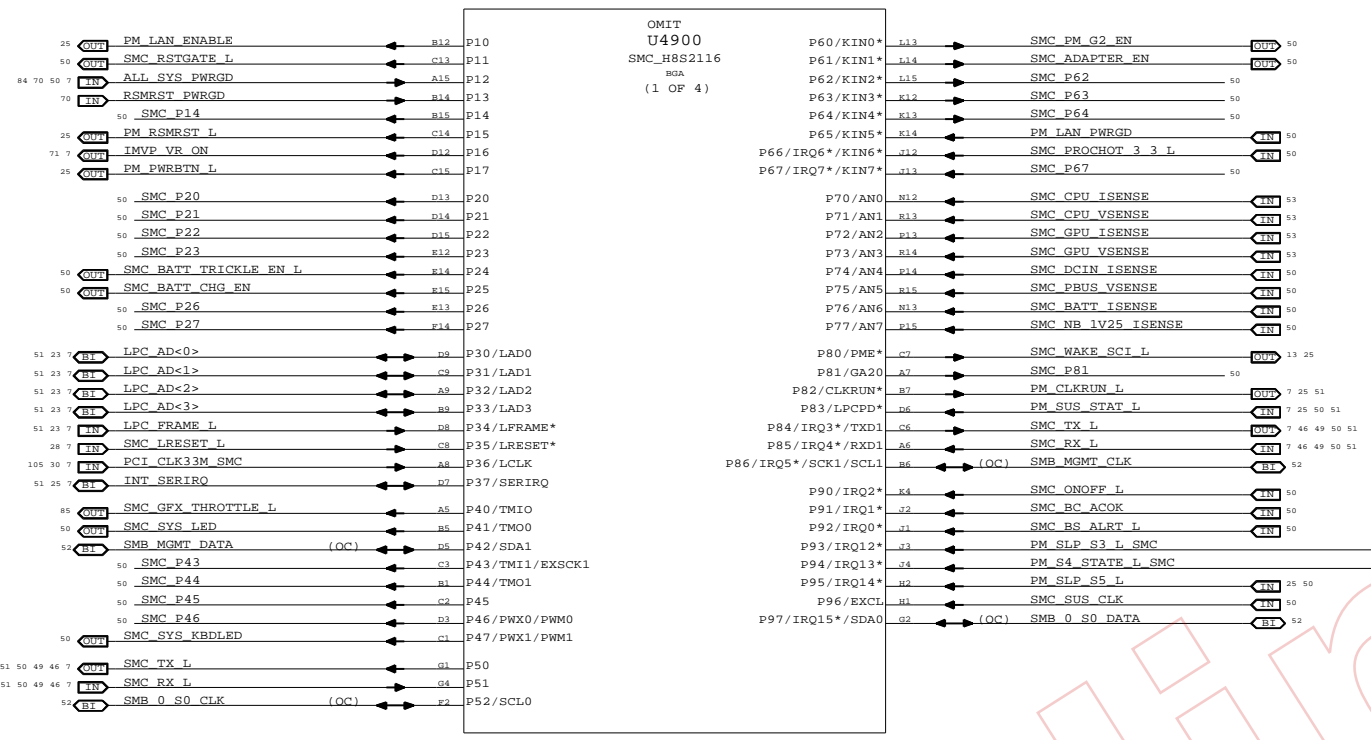 OMIT
U4900
SMC_H8S2116
BGA
(1 OF 4)
25 OUT PM_LAN_ENABLE B12 P10
50 OUT SMC_RSTGATE_L C13 P11
84 70 50 7 IN ALL_SYS_PWRGD A15 P12
70 IN RSMRST_PWRGD B14 P13
50 SMC_P14 B15 P14
25 OUT PM_RSMRST_L C14 P15
71 7 OUT IMVP_VR_ON D12 P16
25 OUT PM_PWRBTN_L C15 P17
50 SMC_P20 D13 P20
50 SMC_P21 D14 P21
50 SMC_P22 D15 P22
50 SMC_P23 E12 P23
50 OUT SMC_BATT_TRICKLE_EN_L E14 P24
50 OUT SMC_BATT_CHG_EN E15 P25
50 SMC_P26 E13 P26
50 SMC_P27 F14 P27
51 23 7 BI LPC_AD<0> D9 P30/LAD0
51 23 7 BI LPC_AD<1> C9 P31/LAD1
51 23 7 BI LPC_AD<2> A9 P32/LAD2
51 23 7 BI LPC_AD<3> B9 P33/LAD3
51 23 7 IN LPC_FRAME_L D8 P34/LFRAME*
28 7 IN SMC_LRESET_L C8 P35/LRESET*
105 30 7 IN PCI_CLK33M_SMC A8 P36/LCLK
51 25 7 BI INT_SERIRQ D7 P37/SERIRQ
85 OUT SMC_GFX_THROTTLE_L A5 P40/TMIO
50 OUT SMC_SYS_LED B5 P41/TMO0
52 BI SMB_MGMT_DATA (OC) D5 P42/SDA1
50 SMC_P43 C3 P43/TMI1/EXSCK1
50 SMC_P44 B1 P44/TMO1
50 SMC_P45 C2 P45
50 SMC_P46 D3 P46/PWX0/PWM0
50 OUT SMC_SYS_KBDLED C1 P47/PWX1/PWM1
51 50 49 46 7 OUT SMC_TX_L G1 P50
51 50 49 46 7 IN SMC_RX_L G4 P51
52 BI SMB_0_S0_CLK (OC) F2 P52/SCL0
P60/KIN0* L13 SMC_PM_G2_EN OUT 50
P61/KIN1* L14 SMC_ADAPTER_EN OUT 50
P62/KIN2* L15 SMC_P62 50
P63/KIN3* K12 SMC_P63 50
P64/KIN4* K13 SMC_P64 50
P65/KIN5* K14 PM_LAN_PWRGD IN 50
P66/IRQ6*/KIN6* J12 SMC_PROCHOT_3_3_L IN 50
P67/IRQ7*/KIN7* J13 SMC_P67 50
P70/AN0 N12 SMC_CPU_ISENSE IN 53
P71/AN1 R13 SMC_CPU_VSENSE IN 53
P72/AN2 P13 SMC_GPU_ISENSE IN 53
P73/AN3 R14 SMC_GPU_VSENSE IN 53
P74/AN4 P14 SMC_DCIN_ISENSE IN 50
P75/AN5 R15 SMC_PBUS_VSENSE IN 50
P76/AN6 N13 SMC_BATT_ISENSE IN 50
P77/AN7 P15 SMC_NB_1V25_ISENSE IN 50
P80/PME* C7 SMC_WAKE_SCI_L OUT 13 25
P81/GA20 A7 SMC_P81 50
P82/CLKRUN* B7 PM_CLKRUN_L OUT 7 25 51
P83/LPCPD* D6 PM_SUS_STAT_L IN 7 25 50 51
P84/IRQ3*/TXD1 C6 SMC_TX_L OUT 7 46 49 50 51
P85/IRQ4*/RXD1 A6 SMC_RX_L IN 7 46 49 50 51
P86/IRQ5*/SCK1/SCL1 B6 (OC) SMB_MGMT_CLK BI 52
P90/IRQ2* K4 SMC_ONOFF_L IN 50
P91/IRQ1* J2 SMC_BC_ACOK IN 50
P92/IRQ0* J1 SMC_BS_ALRT_L IN 50
P93/IRQ12* J3 PM_SLP_S3_L_SMC
P94/IRQ13* J4 PM_S4_STATE_L_SMC
P95/IRQ14* H2 PM_SLP_S5_L IN 25 50
P96/EXCL H1 SMC_SUS_CLK IN 50
P97/IRQ15*/SDA0 G2 (OC) SMB_0_S0_DATA BI 52